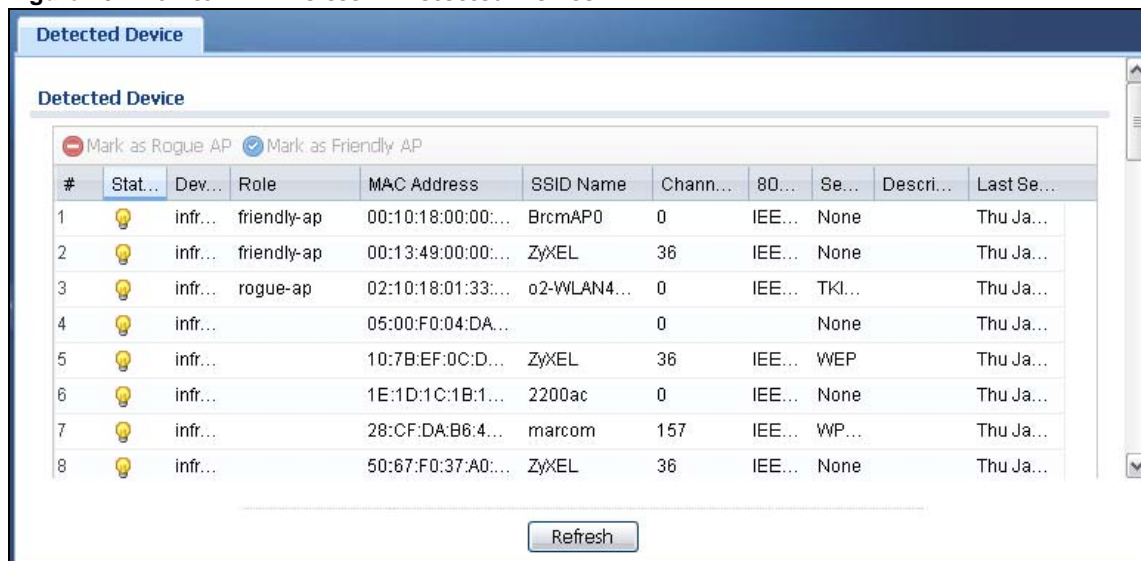 Detected Device
Detected Device
Mark as Rogue AP Mark as Friendly AP
# Stat... Dev... Role MAC Address SSID Name Chann... 80... Se... Descri... Last Se...
1 infr... friendly-ap 00:10:18:00:00:... BrcmAP0 0 IEE... None Thu Ja...
2 infr... friendly-ap 00:13:49:00:00:... ZyXEL 36 IEE... None Thu Ja...
3 infr... rogue-ap 02:10:18:01:33:... o2-WLAN4... 0 IEE... TKI... Thu Ja...
4 infr... 05:00:F0:04:DA... 0 None Thu Ja...
5 infr... 10:7B:EF:0C:D... ZyXEL 36 IEE... WEP Thu Ja...
6 infr... 1E:1D:1C:1B:1... 2200ac 0 IEE... None Thu Ja...
7 infr... 28:CF:DA:B6:4... marcom 157 IEE... WP... Thu Ja...
8 infr... 50:67:F0:37:A0:... ZyXEL 36 IEE... None Thu Ja...
Refresh